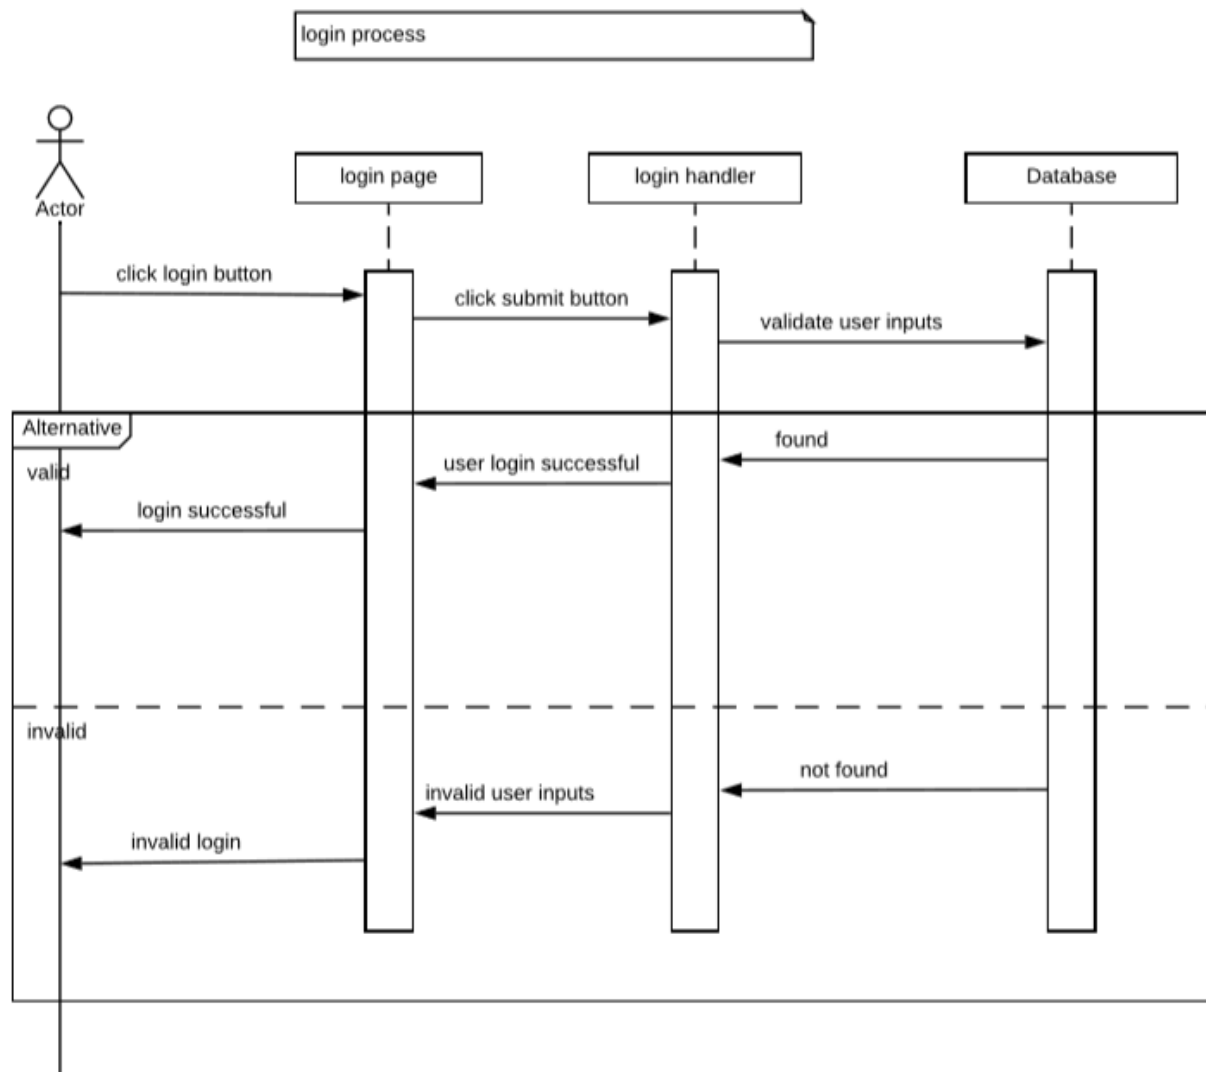 login process
Actor
login page
login handler
Database
click login button
click submit button
validate user inputs
Alternative
valid
found
user login successful
login successful
invalid
not found
invalid user inputs
invalid login